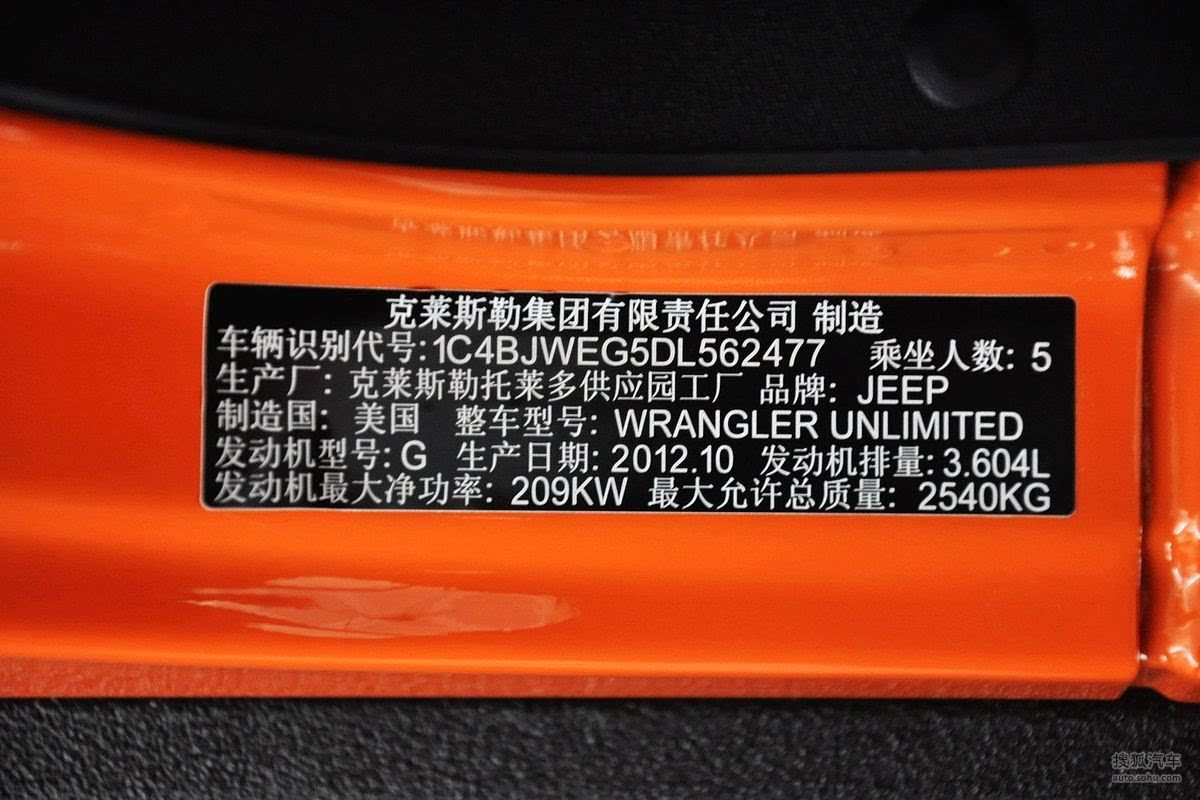 克莱斯勒集团有限责任公司 制造
车辆识别代号:1C4BJWEG5DL562477 乘坐人数: 5
生产厂: 克莱斯勒托莱多供应园工厂 品牌: JEEP
制造国: 美国 整车型号: WRANGLER UNLIMITED
发动机型号: G 生产日期: 2012.10 发动机排量: 3.604L
发动机最大净功率: 209KW 最大允许总质量: 2540KG
搜狐汽车
auto.sohu.com